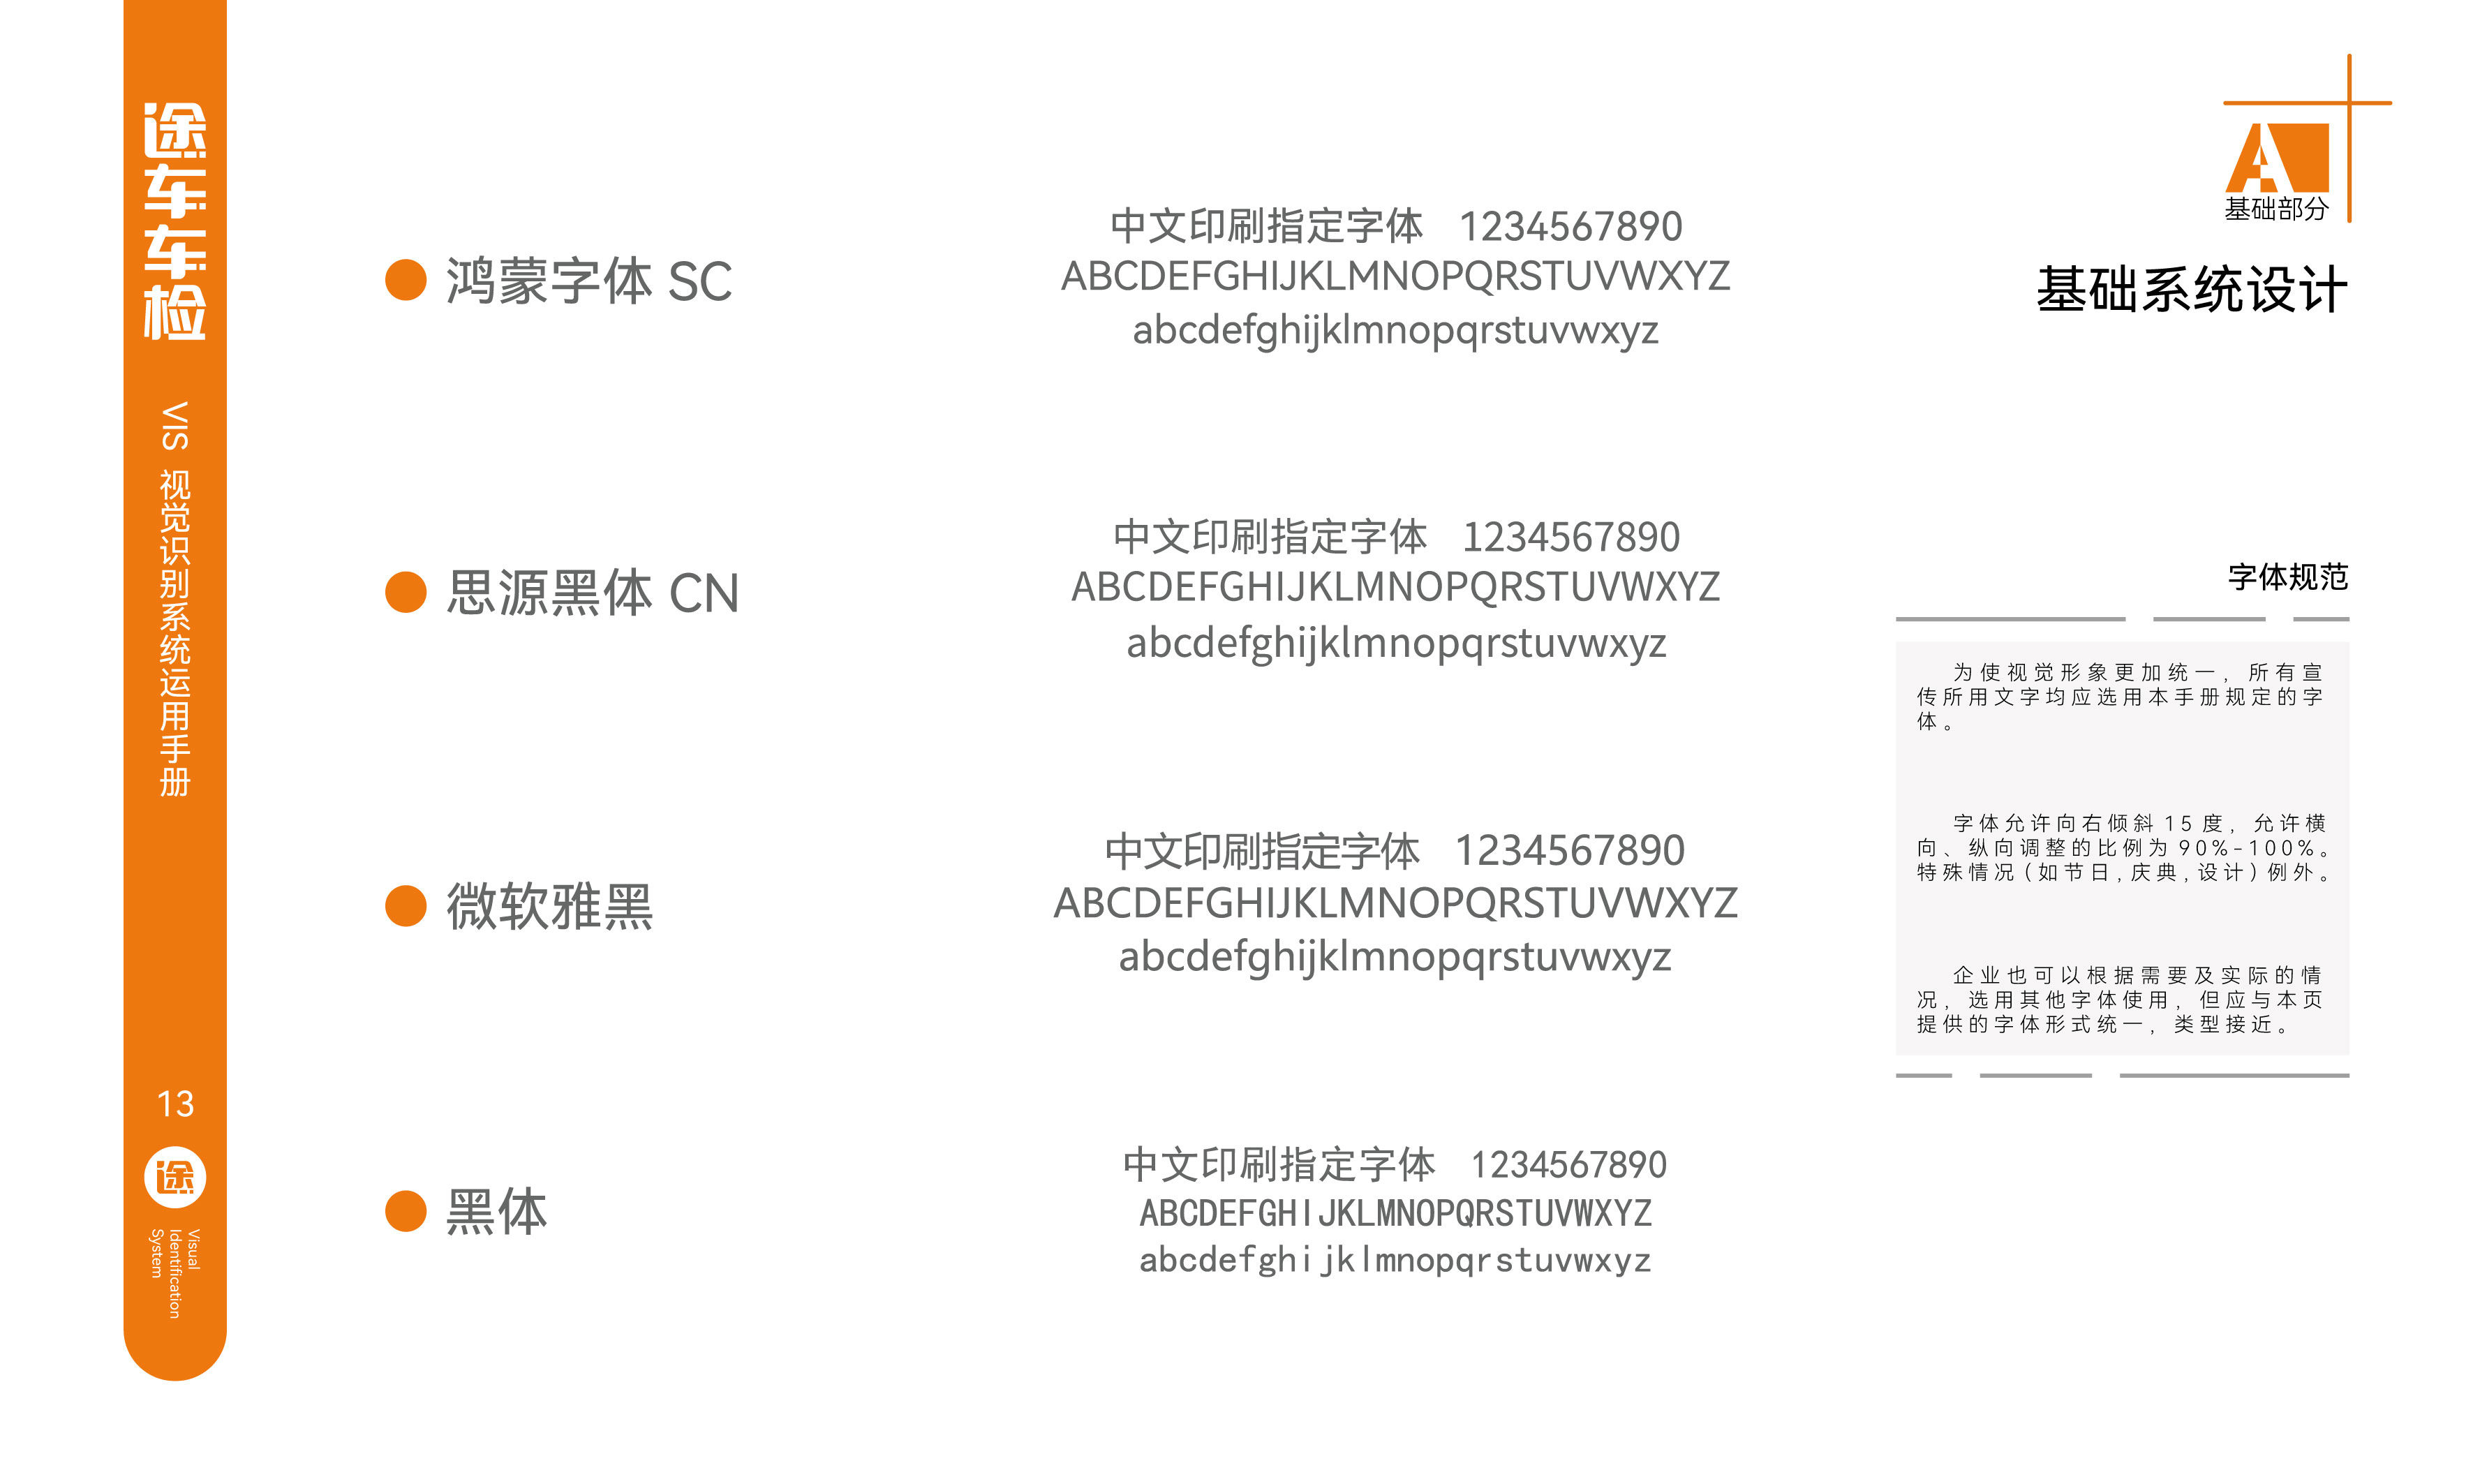 途车车检
VIS 视觉识别系统运用手册
13
途
Visual
Identification
System
鸿蒙字体 SC
中文印刷指定字体 1234567890
ABCDEFGHIJKLMNOPQRSTUVWXYZ
abcdefghijklmnopqrstuvwxyz
思源黑体 CN
中文印刷指定字体 1234567890
ABCDEFGHIJKLMNOPQRSTUVWXYZ
abcdefghijklmnopqrstuvwxyz
微软雅黑
中文印刷指定字体 1234567890
ABCDEFGHIJKLMNOPQRSTUVWXYZ
abcdefghijklmnopqrstuvwxyz
黑体
中文印刷指定字体 1234567890
ABCDEFGHIJKLMNOPQRSTUVWXYZ
abcdefghijklmnopqrstuvwxyz
A
基础部分
基础系统设计
字体规范
为使视觉形象更加统一，所有宣
传所用文字均应选用本手册规定的字
体。
字体允许向右倾斜15度，允许横
向、纵向调整的比例为90%-100%。
特殊情况(如节日,庆典,设计)例外。
企业也可以根据需要及实际的情
况，选用其他字体使用，但应与本页
提供的字体形式统一，类型接近。